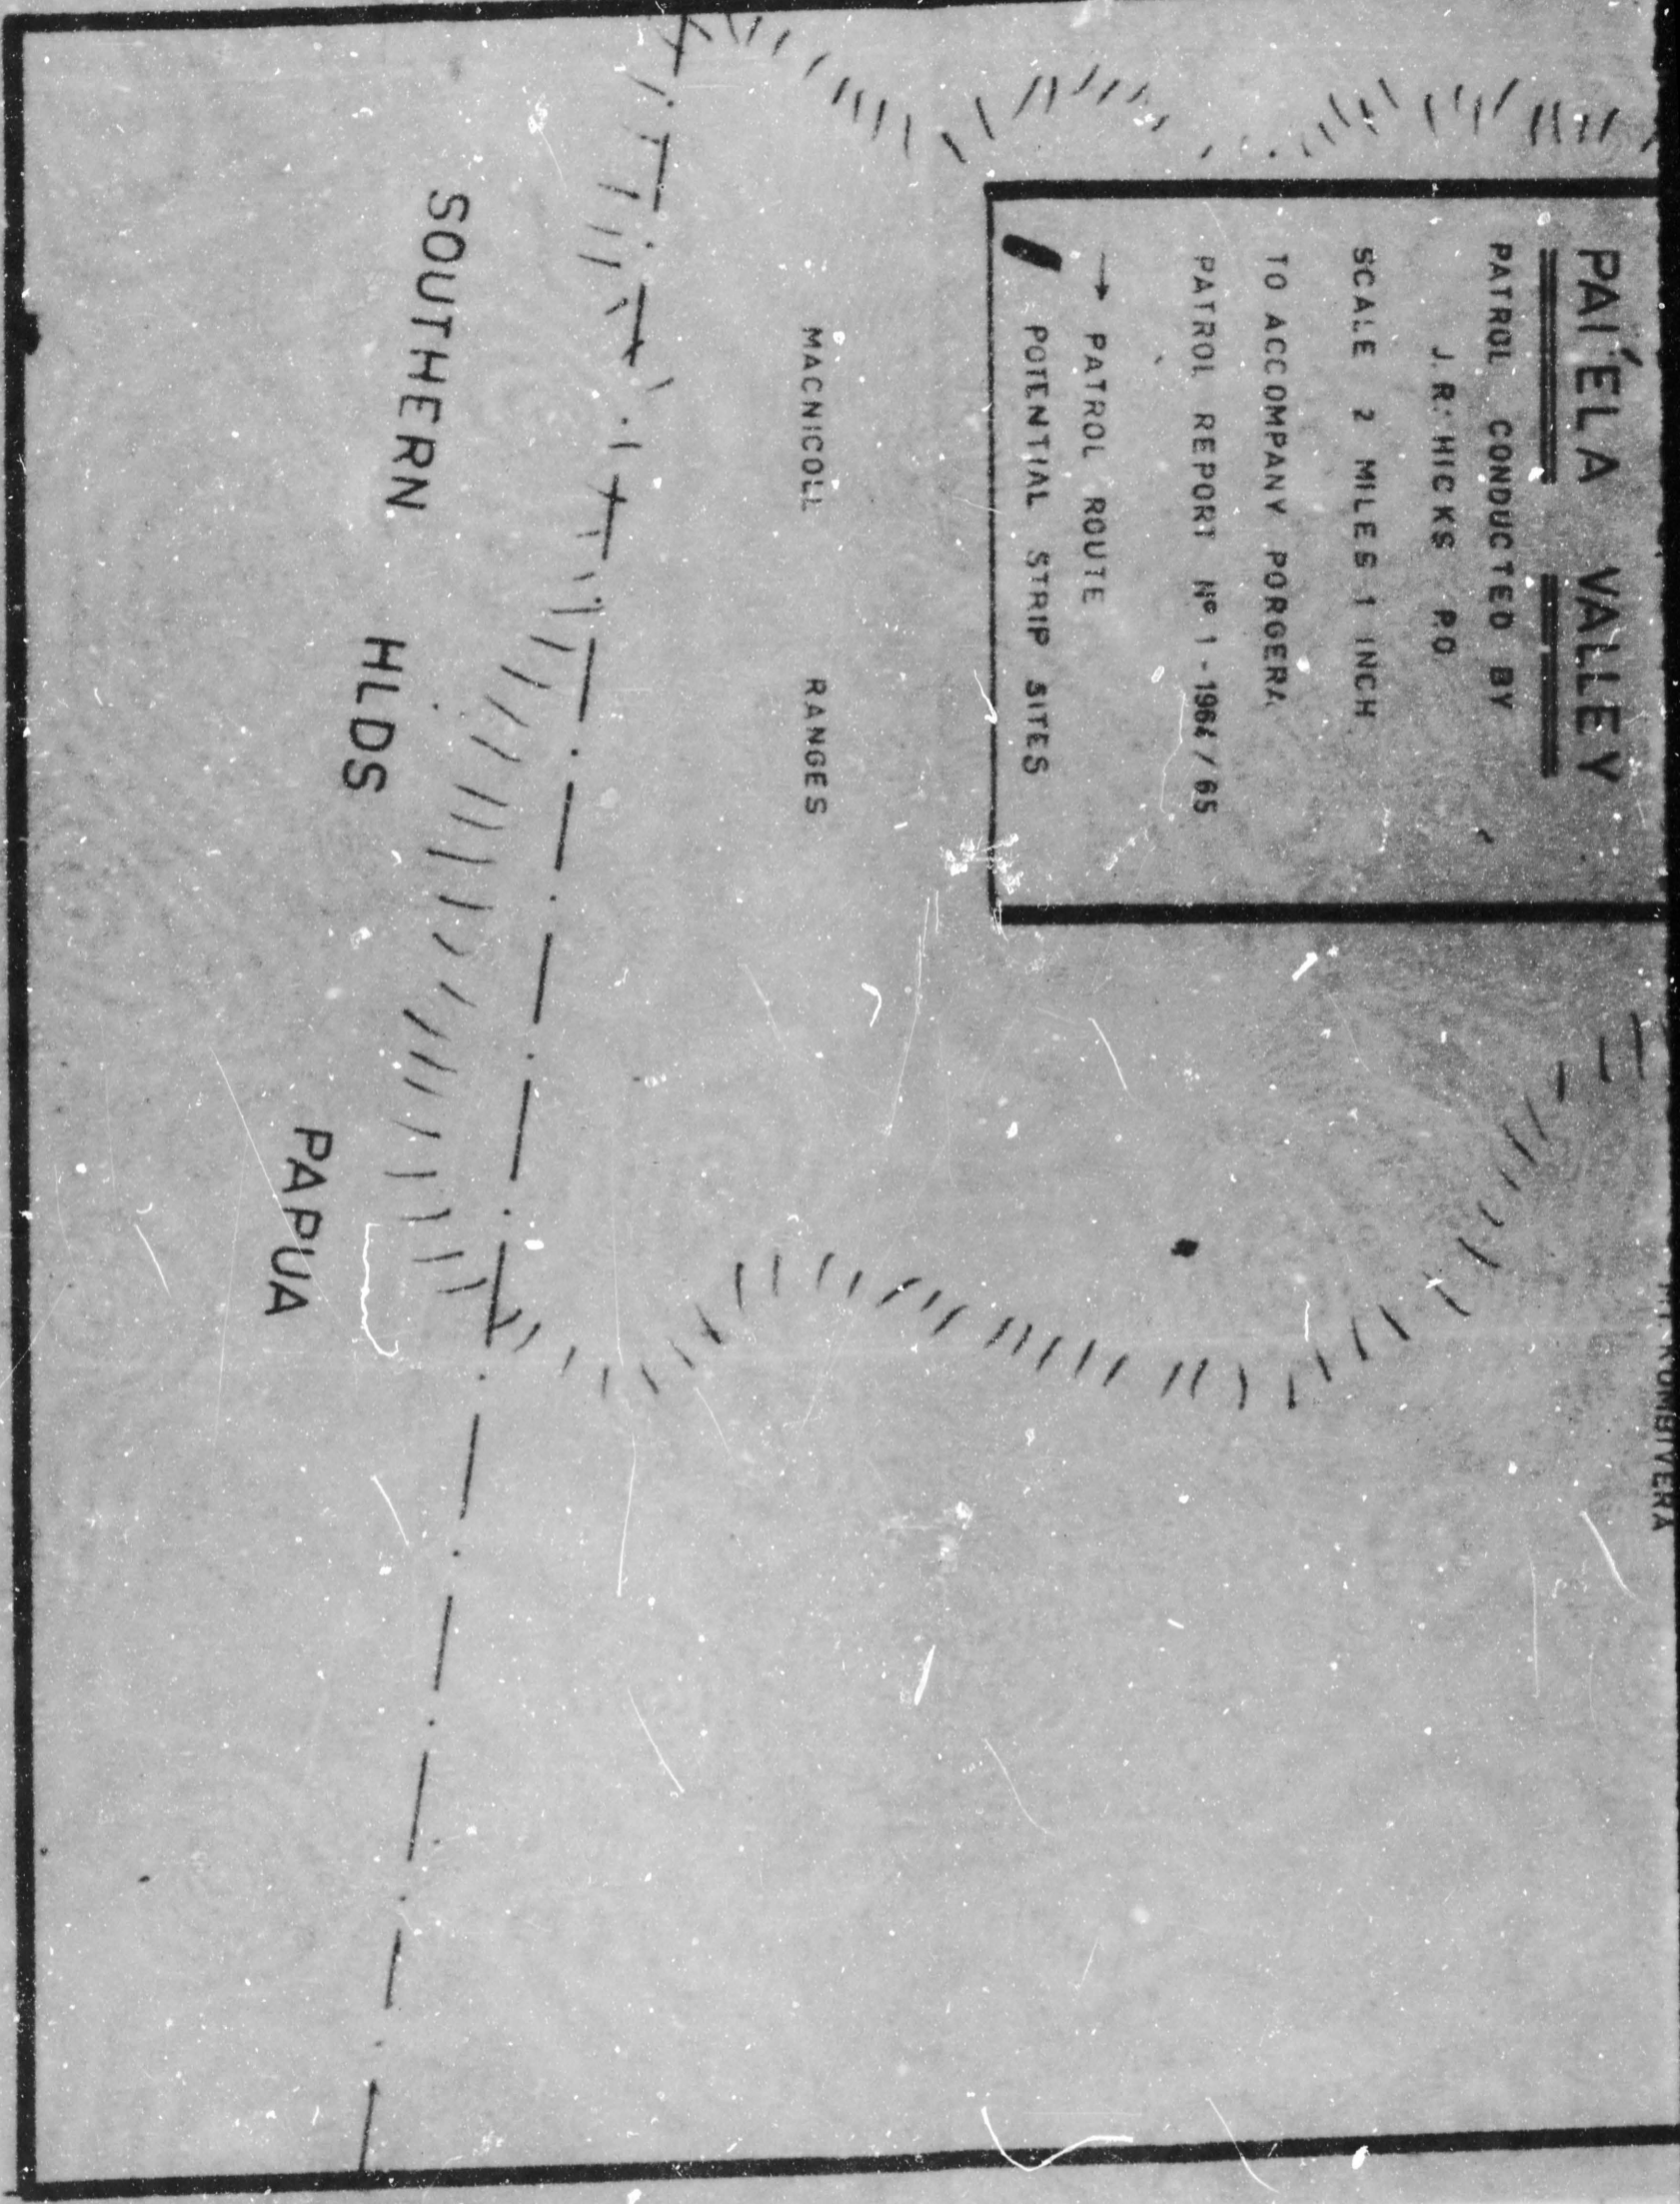 PAI'ELA VALLEY
PATROL CONDUCTED BY
J. R. HICKS P.O
SCALE 2 MILES 1 INCH
TO ACCOMPANY PORGERA
PATROL REPORT Nº 1 - 1964 / 65
→ PATROL ROUTE
POTENTIAL STRIP SITES
KUMBIVERA
MACNICOLL RANGES
SOUTHERN HLDS PAPUA